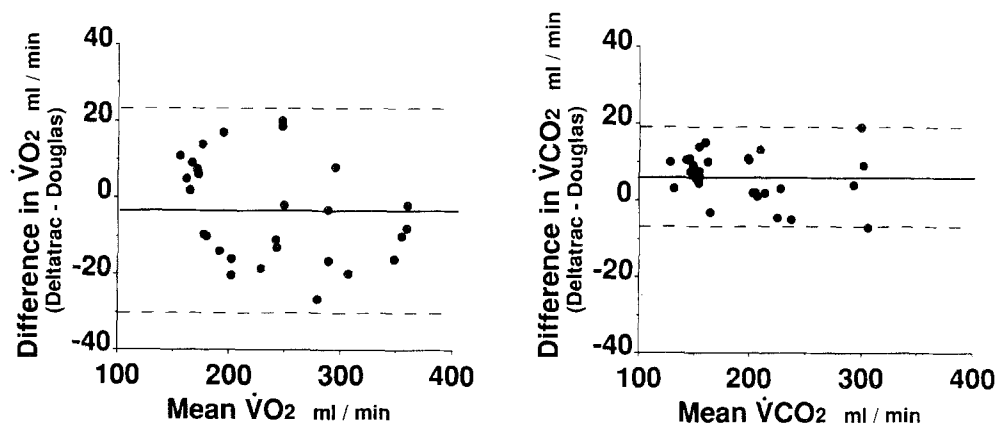 Difference in V̇O2 ml / min
(Deltatrac - Douglas)
40
20
0
-20
-40
100 200 300 400
Mean V̇O2 ml / min
Difference in V̇CO2 ml / min
(Deltatrac - Douglas)
40
20
0
-20
-40
100 200 300 400
Mean V̇CO2 ml / min